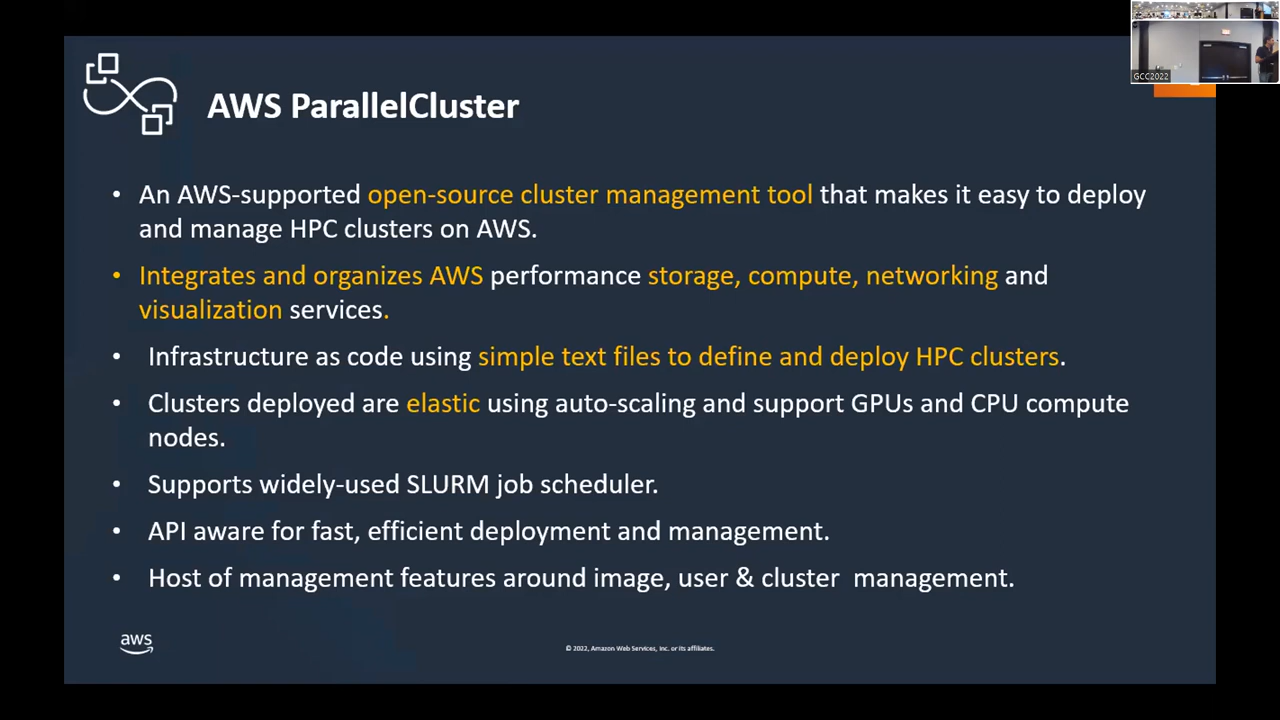 GCC2022
AWS ParallelCluster
• An AWS-supported open-source cluster management tool that makes it easy to deploy
and manage HPC clusters on AWS.
• Integrates and organizes AWS performance storage, compute, networking and
visualization services.
• Infrastructure as code using simple text files to define and deploy HPC clusters.
• Clusters deployed are elastic using auto-scaling and support GPUs and CPU compute
nodes.
• Supports widely-used SLURM job scheduler.
• API aware for fast, efficient deployment and management.
• Host of management features around image, user & cluster management.
aws
© 2022, Amazon Web Services, Inc. or its affiliates.